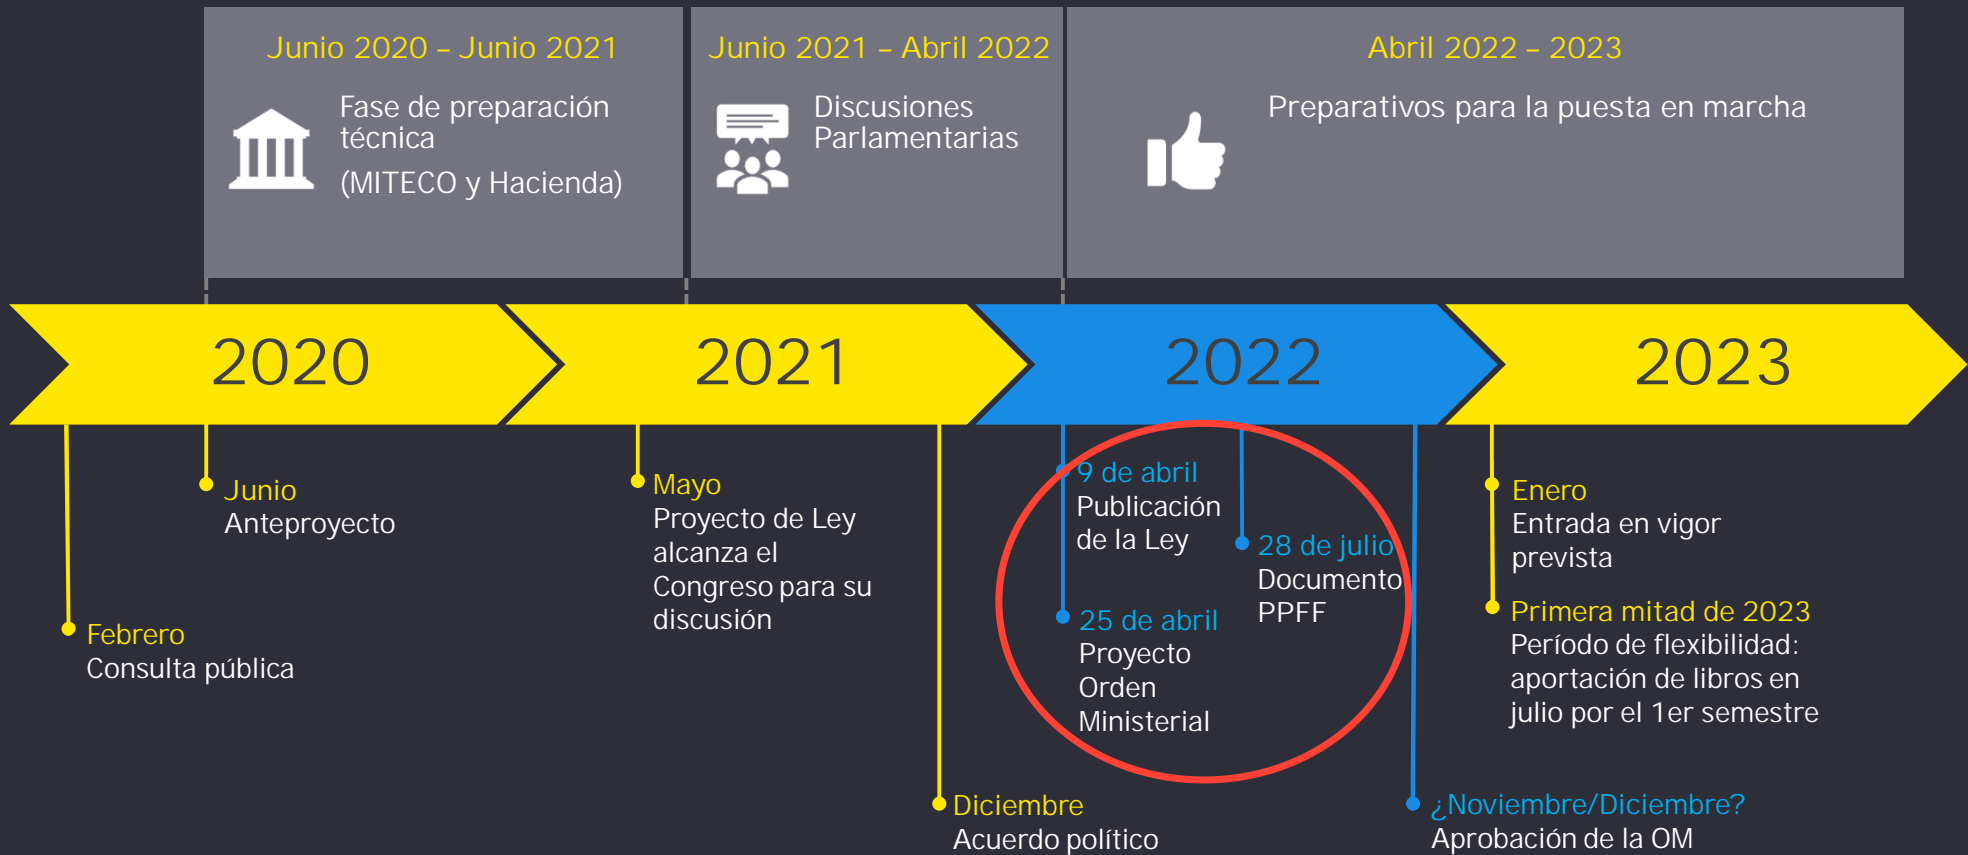 Junio 2020 – Junio 2021
Fase de preparación
técnica
(MITECO y Hacienda)
Junio 2021 – Abril 2022
Discusiones
Parlamentarias
Abril 2022 – 2023
Preparativos para la puesta en marcha
2020
2021
2022
2023
Febrero
Consulta pública
Junio
Anteproyecto
Mayo
Proyecto de Ley
alcanza el
Congreso para su
discusión
Diciembre
Acuerdo político
9 de abril
Publicación
de la Ley
25 de abril
Proyecto
Orden
Ministerial
28 de julio
Documento
PPFF
¿Noviembre/Diciembre?
Aprobación de la OM
Enero
Entrada en vigor
prevista
Primera mitad de 2023
Período de flexibilidad:
aportación de libros en
julio por el 1er semestre